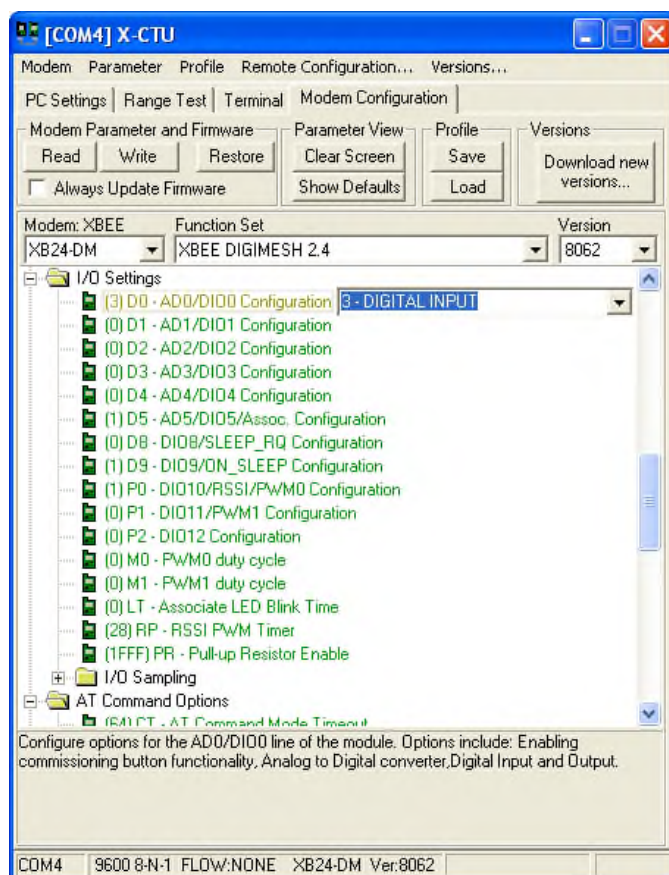 [COM4] X-CTU
Modem Parameter Profile Remote Configuration... Versions...
PC Settings Range Test Terminal Modem Configuration
Modem Parameter and Firmware Parameter View Profile Versions
Read Write Restore Clear Screen Save Download new versions...
Always Update Firmware Show Defaults Load
Modem: XBEE Function Set Version
XB24-DM XBEE DIGIMESH 2.4 8062
I/O Settings
(3) D0 - AD0/DIO0 Configuration 3 - DIGITAL INPUT
(0) D1 - AD1/DIO1 Configuration
(0) D2 - AD2/DIO2 Configuration
(0) D3 - AD3/DIO3 Configuration
(0) D4 - AD4/DIO4 Configuration
(1) D5 - AD5/DIO5/Assoc. Configuration
(0) D8 - DIO8/SLEEP_RQ Configuration
(1) D9 - DIO9/ON_SLEEP Configuration
(1) P0 - DIO10/RSSI/PWM0 Configuration
(0) P1 - DIO11/PWM1 Configuration
(0) P2 - DIO12 Configuration
(0) M0 - PWM0 duty cycle
(0) M1 - PWM1 duty cycle
(0) LT - Associate LED Blink Time
(28) RP - RSSI PWM Timer
(1FFF) PR - Pull-up Resistor Enable
I/O Sampling
AT Command Options
(64) CT - AT Command Mode Timeout
Configure options for the AD0/DIO0 line of the module. Options include: Enabling
commissioning button functionality, Analog to Digital converter,Digital Input and Output.
COM4 9600 8-N-1 FLOW:NONE XB24-DM Ver:8062